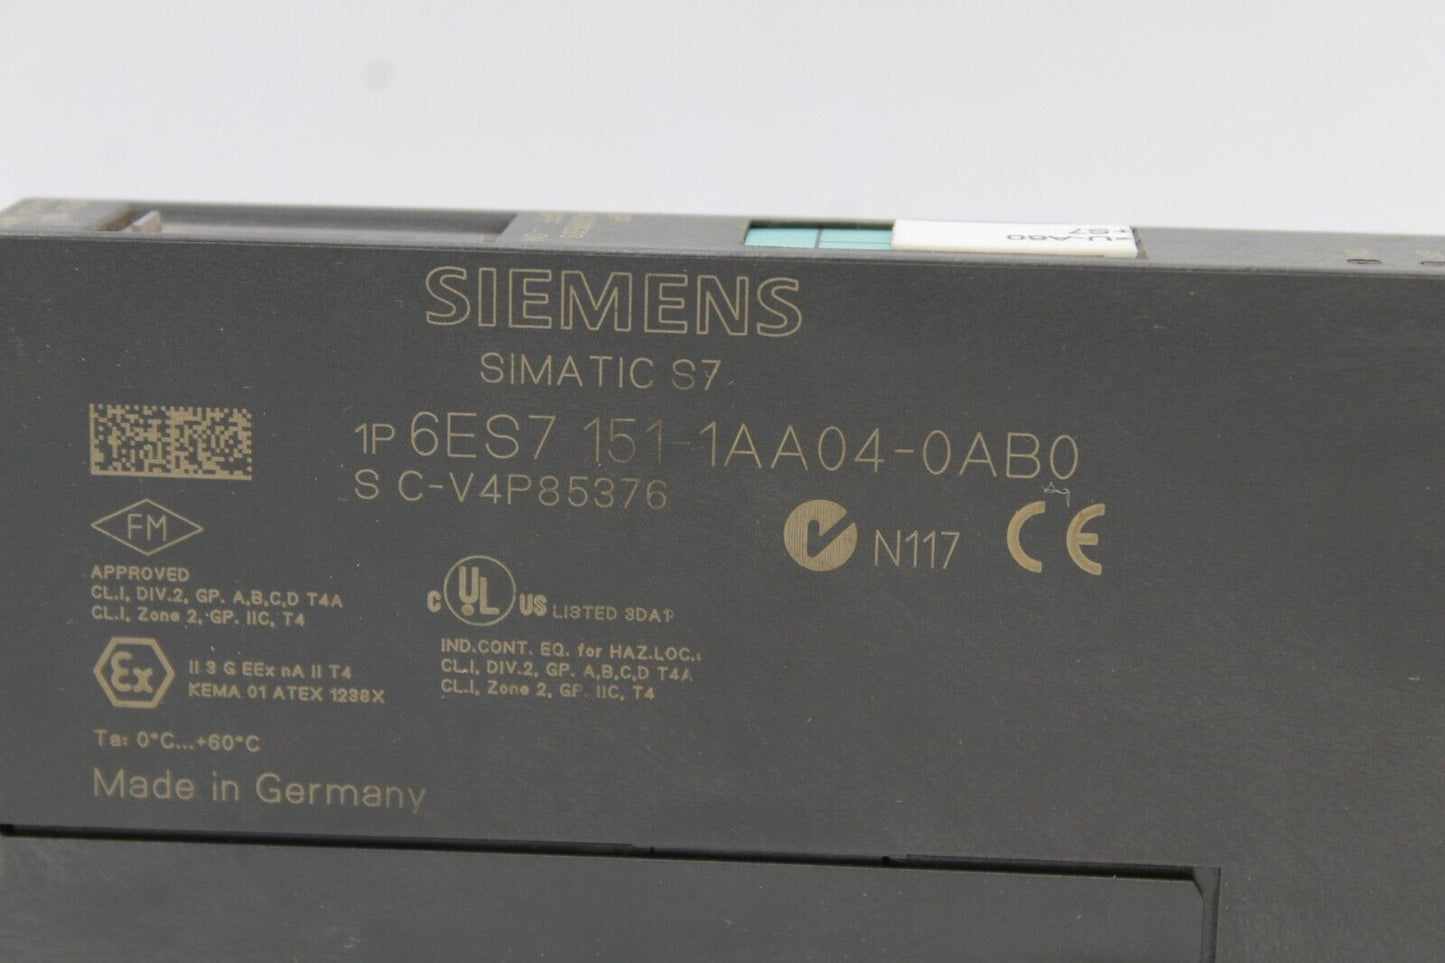 SIEMENS
SIMATIC S7
1P 6ES7 151-1AA04-0AB0
S C-V4P85376
FM
APPROVED
CL.I, DIV.2, GP. A,B,C,D T4A
CL.I, Zone 2, GP. IIC, T4
Ex
II 3 G EEx nA II T4
KEMA 01 ATEX 1238X
Ta: 0°C...+60°C
Made in Germany
C UL US LISTED 3DA1
IND.CONT. EQ. for HAZ.LOC.:
CL.I, DIV.2, GP. A,B,C,D T4A
CL.I, Zone 2, GP. IIC, T4
N117
CE